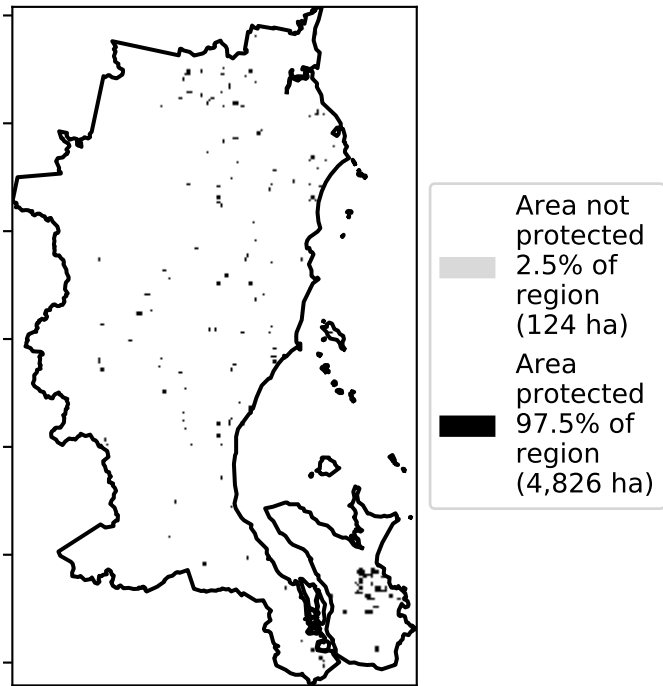 Area not
protected
2.5% of
region
(124 ha)
Area
protected
97.5% of
region
(4,826 ha)